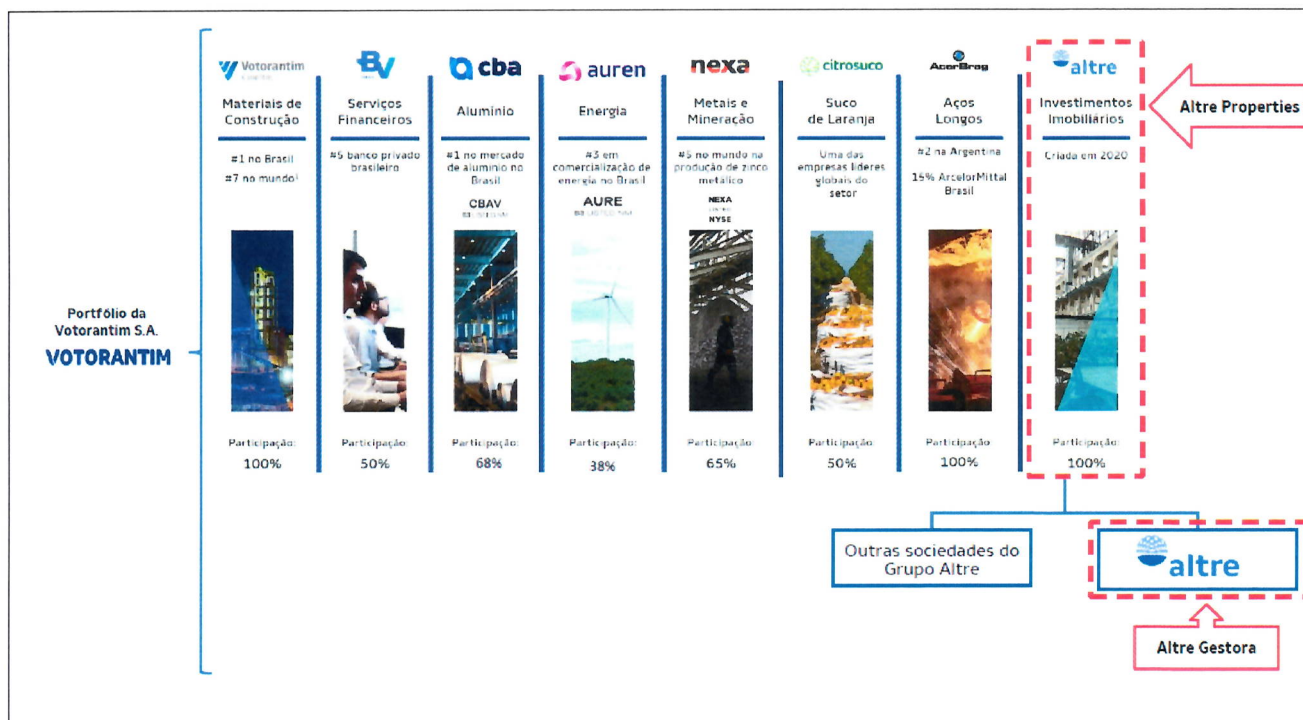 Votorantim
Materiais de
Construção
#1 no Brasil
#7 no mundo¹
Participação:
100%
BV
Serviços
Financeiros
#5 banco privado
brasileiro
Participação:
50%
cba
Alumínio
#1 no mercado
de alumínio no
Brasil
CBAV
Participação:
68%
auren
Energia
#3 em
comercialização de
energia no Brasil
AURE
Participação:
38%
nexa
Metais e
Mineração
#5 no mundo na
produção de zinco
metálico
NEXA
NYSE
Participação:
65%
citrosuco
Suco
de Laranja
Uma das
empresas líderes
globais do
setor
Participação:
50%
AcerBrag
Aços
Longos
#2 na Argentina
15% ArcelorMittal
Brasil
Participação
100%
altre
Investimentos
Imobiliários
Criada em 2020
Participação:
100%
Altre Properties
Portfólio da
Votorantim S.A.
VOTORANTIM
Outras sociedades do
Grupo Altre
altre
Altre Gestora